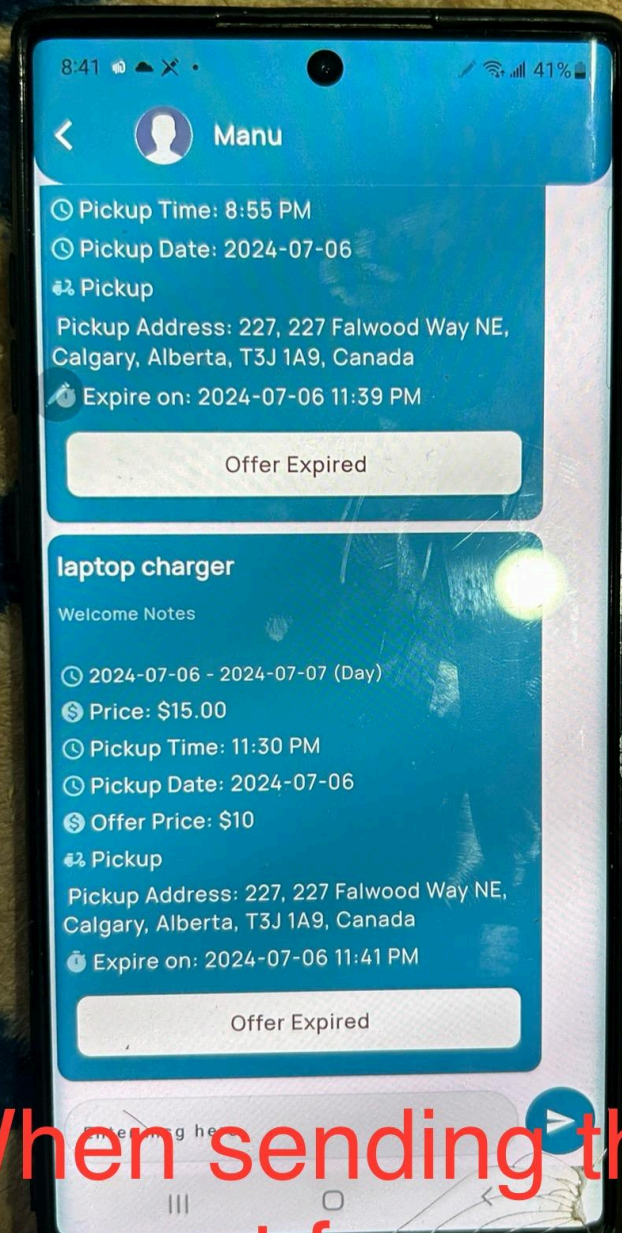 8:41
41%
Manu
Pickup Time: 8:55 PM
Pickup Date: 2024-07-06
Pickup
Pickup Address: 227, 227 Falwood Way NE,
Calgary, Alberta, T3J 1A9, Canada
Expire on: 2024-07-06 11:39 PM
Offer Expired
laptop charger
Welcome Notes
2024-07-06 - 2024-07-07 (Day)
Price: $15.00
Pickup Time: 11:30 PM
Pickup Date: 2024-07-06
Offer Price: $10
Pickup
Pickup Address: 227, 227 Falwood Way NE,
Calgary, Alberta, T3J 1A9, Canada
Expire on: 2024-07-06 11:41 PM
Offer Expired
When sending